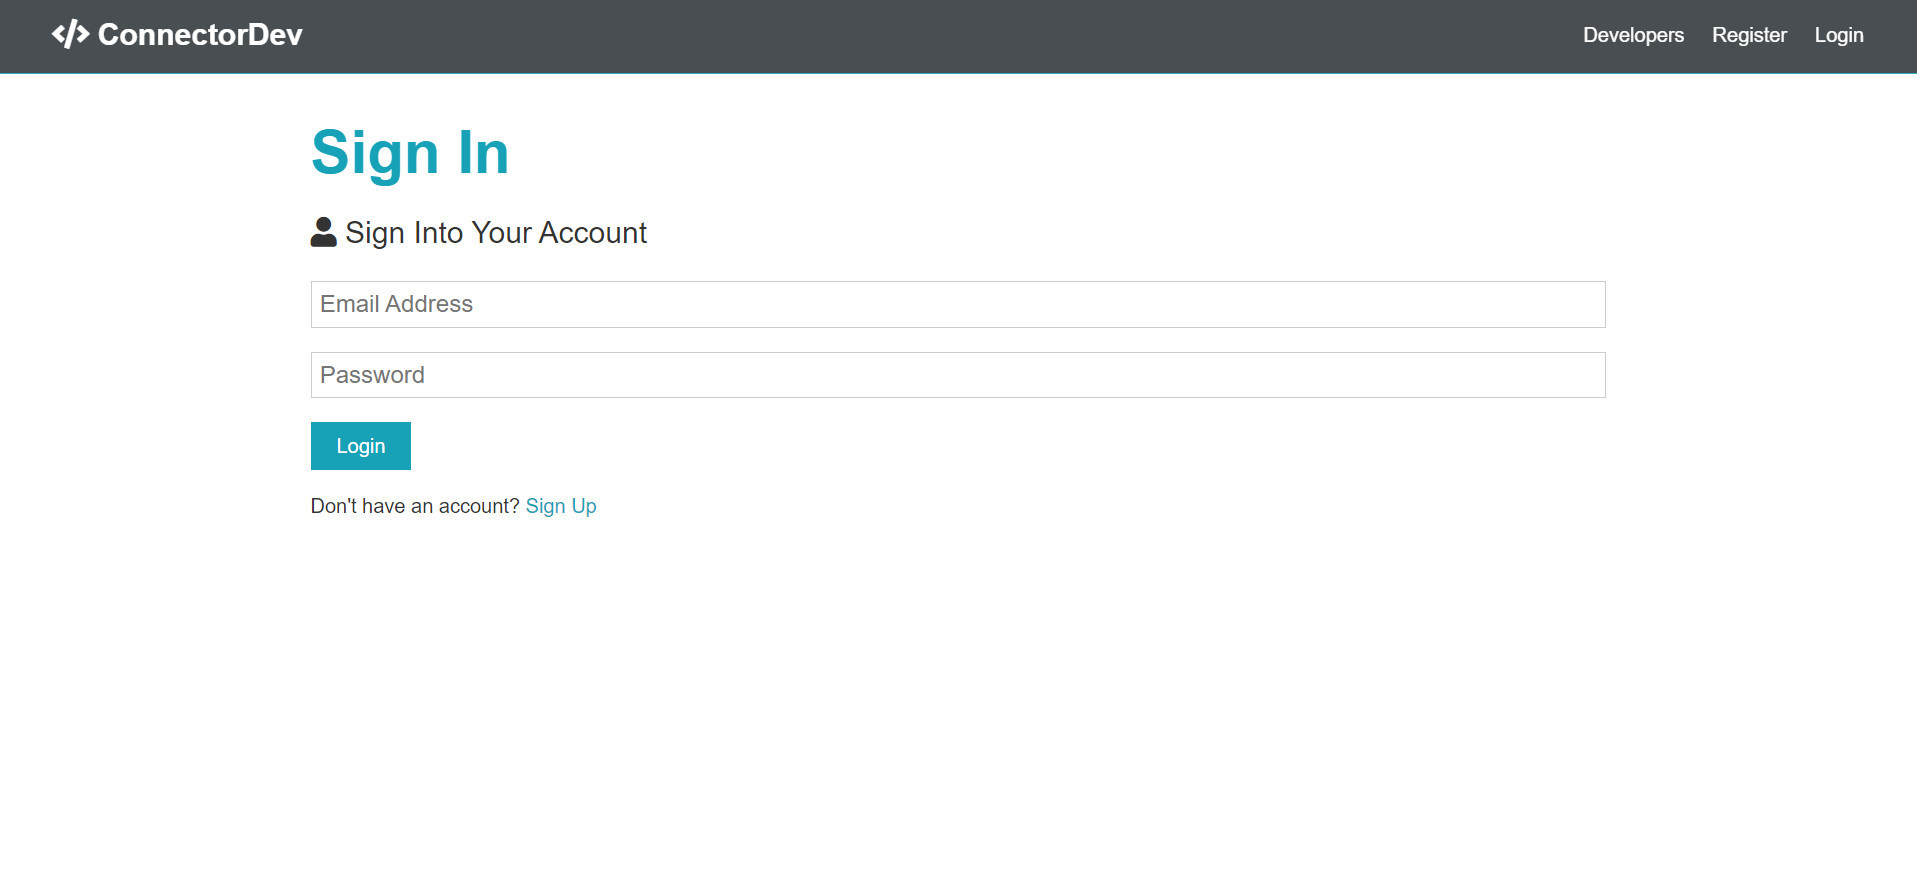 ConnectorDev
Developers Register Login
Sign In
Sign Into Your Account
Email Address
Password
Login
Don't have an account? Sign Up